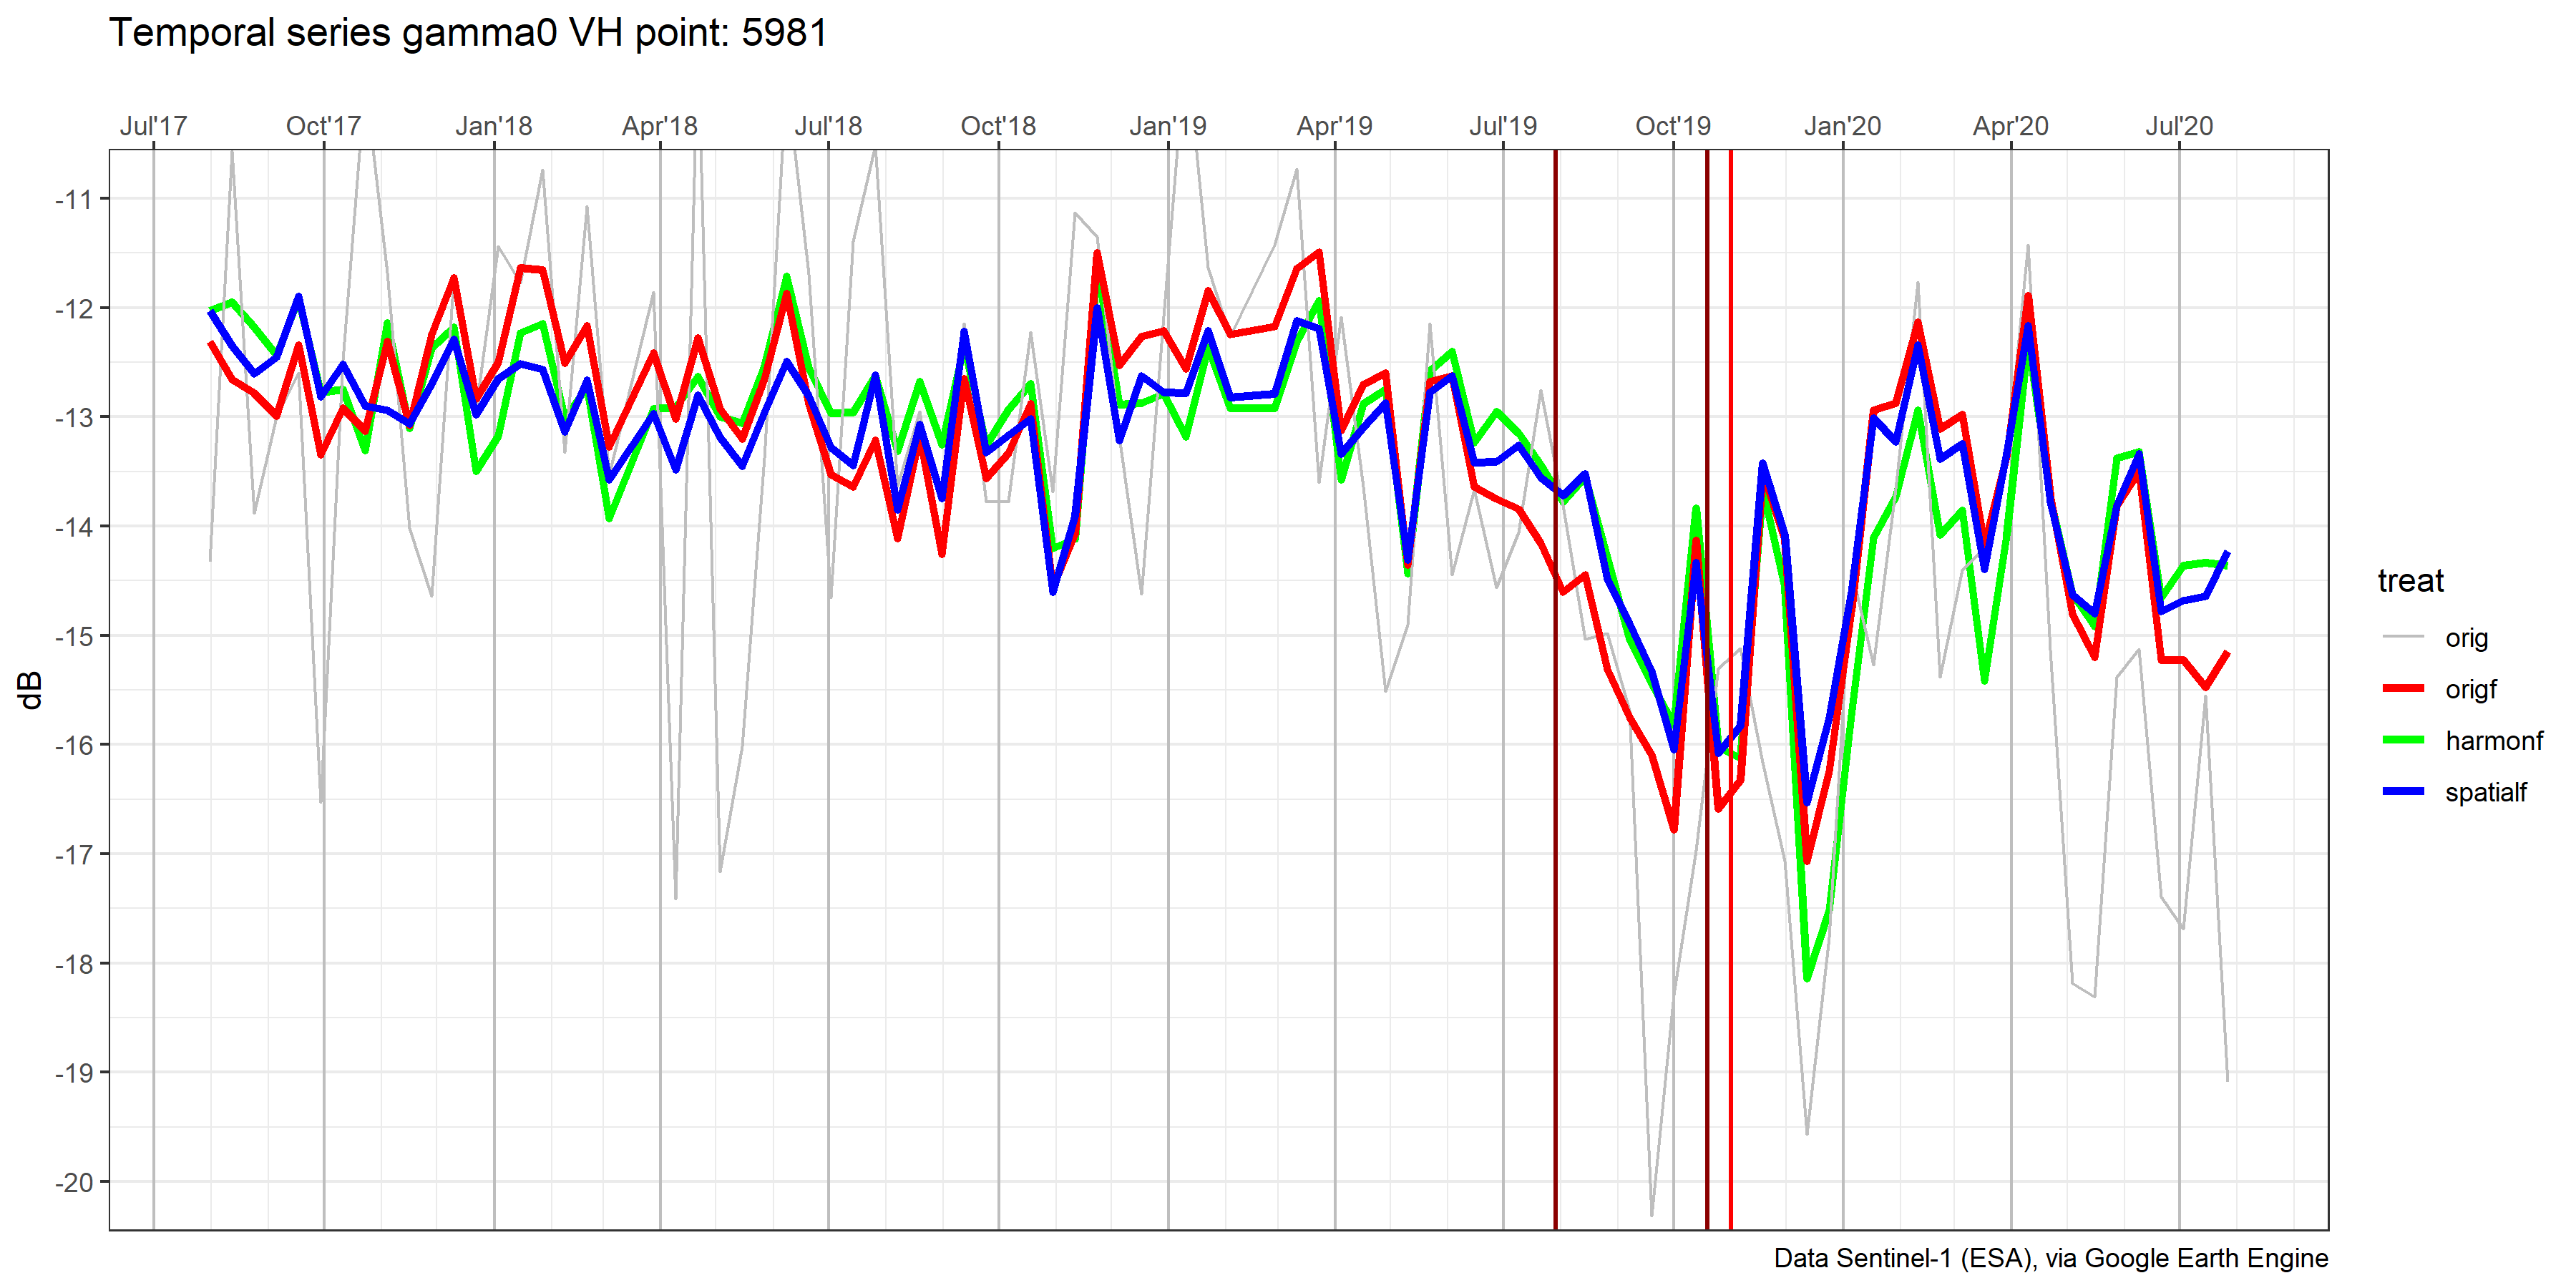 Temporal series gamma0 VH point: 5981
Jul'17 Oct'17 Jan'18 Apr'18 Jul'18 Oct'18 Jan'19 Apr'19 Jul'19 Oct'19 Jan'20 Apr'20 Jul'20
-11
-12
-13
-14
-15
-16
-17
-18
-19
-20
dB
treat
orig
origf
harmonf
spatialf
Data Sentinel-1 (ESA), via Google Earth Engine